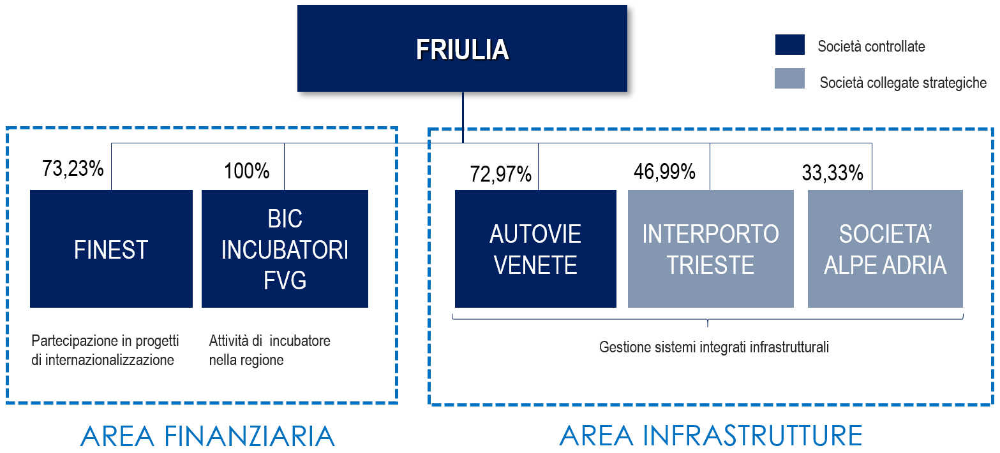 FRIULIA
Società controllate
Società collegate strategiche
73,23%
100%
72,97%
46,99%
33,33%
FINEST
BIC
INCUBATORI
FVG
AUTOVIE
VENETE
INTERPORTO
TRIESTE
SOCIETA’
ALPE ADRIA
Partecipazione in progetti
di internazionalizzazione
Attività di  incubatore
nella regione
Gestione sistemi integrati infrastrutturali
AREA FINANZIARIA
AREA INFRASTRUTTURE